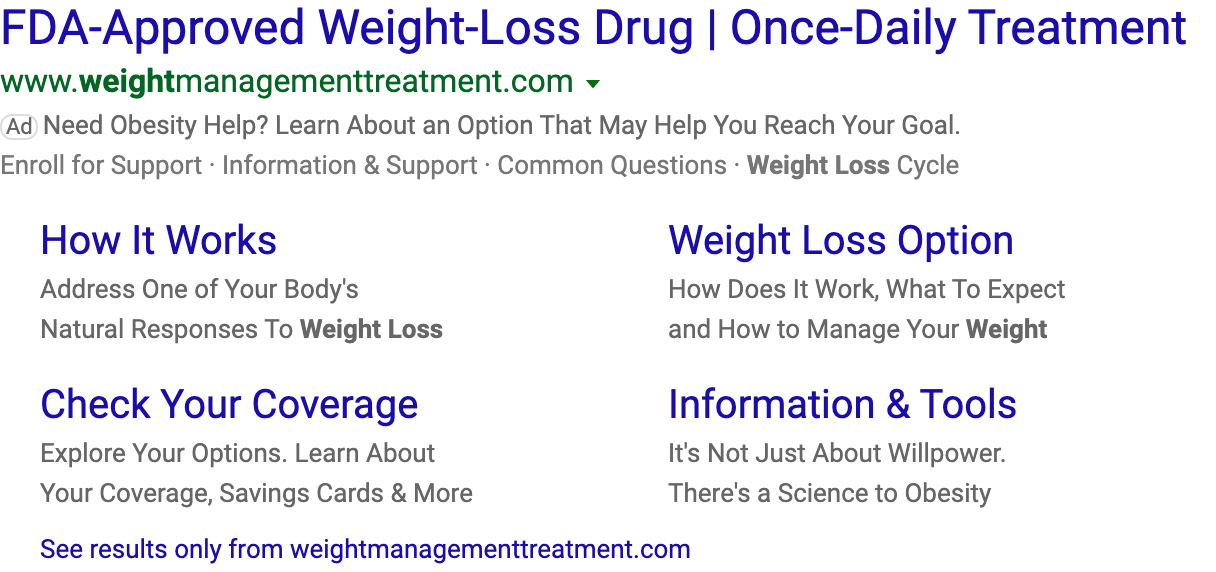 FDA-Approved Weight-Loss Drug | Once-Daily Treatment
www.weightmanagementtreatment.com
Ad Need Obesity Help? Learn About an Option That May Help You Reach Your Goal.
Enroll for Support · Information & Support · Common Questions · Weight Loss Cycle
How It Works
Address One of Your Body's
Natural Responses To Weight Loss
Weight Loss Option
How Does It Work, What To Expect
and How to Manage Your Weight
Check Your Coverage
Explore Your Options. Learn About
Your Coverage, Savings Cards & More
Information & Tools
It's Not Just About Willpower.
There's a Science to Obesity
See results only from weightmanagementtreatment.com